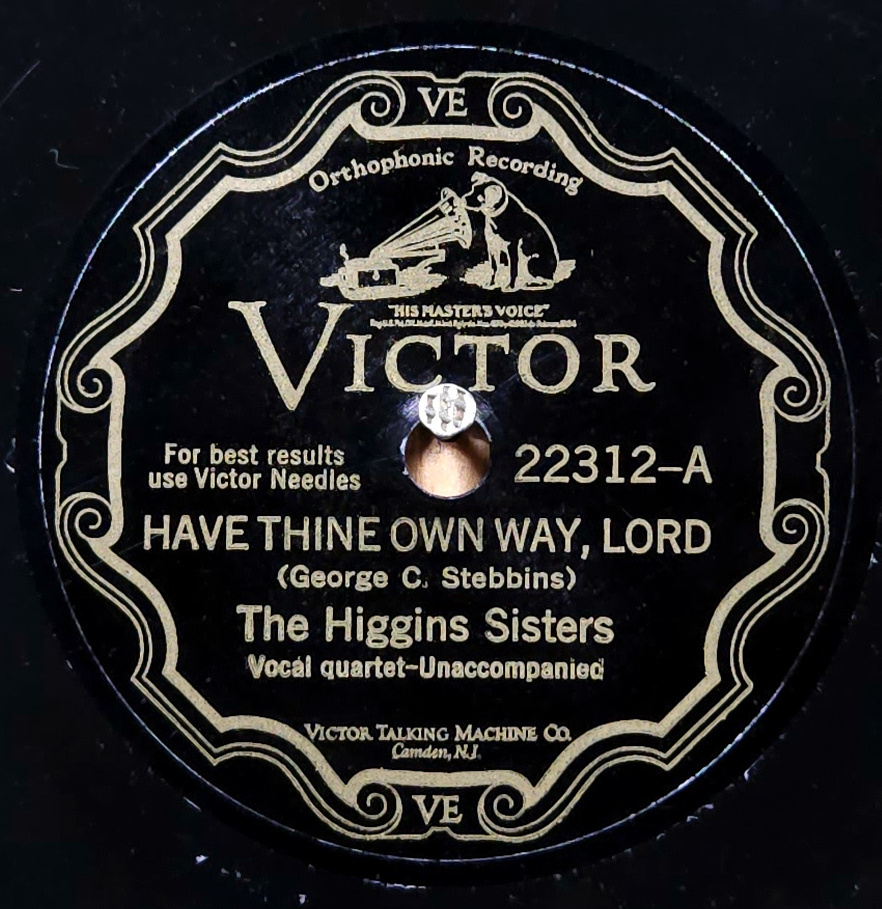 VE
Orthophonic Recording
"HIS MASTER'S VOICE"
VICTOR
For best results
use Victor Needles
22312-A
HAVE THINE OWN WAY, LORD
(George C. Stebbins)
The Higgins Sisters
Vocal quartet-Unaccompanied
VICTOR TALKING MACHINE CO.
Camden, N.J.
VE